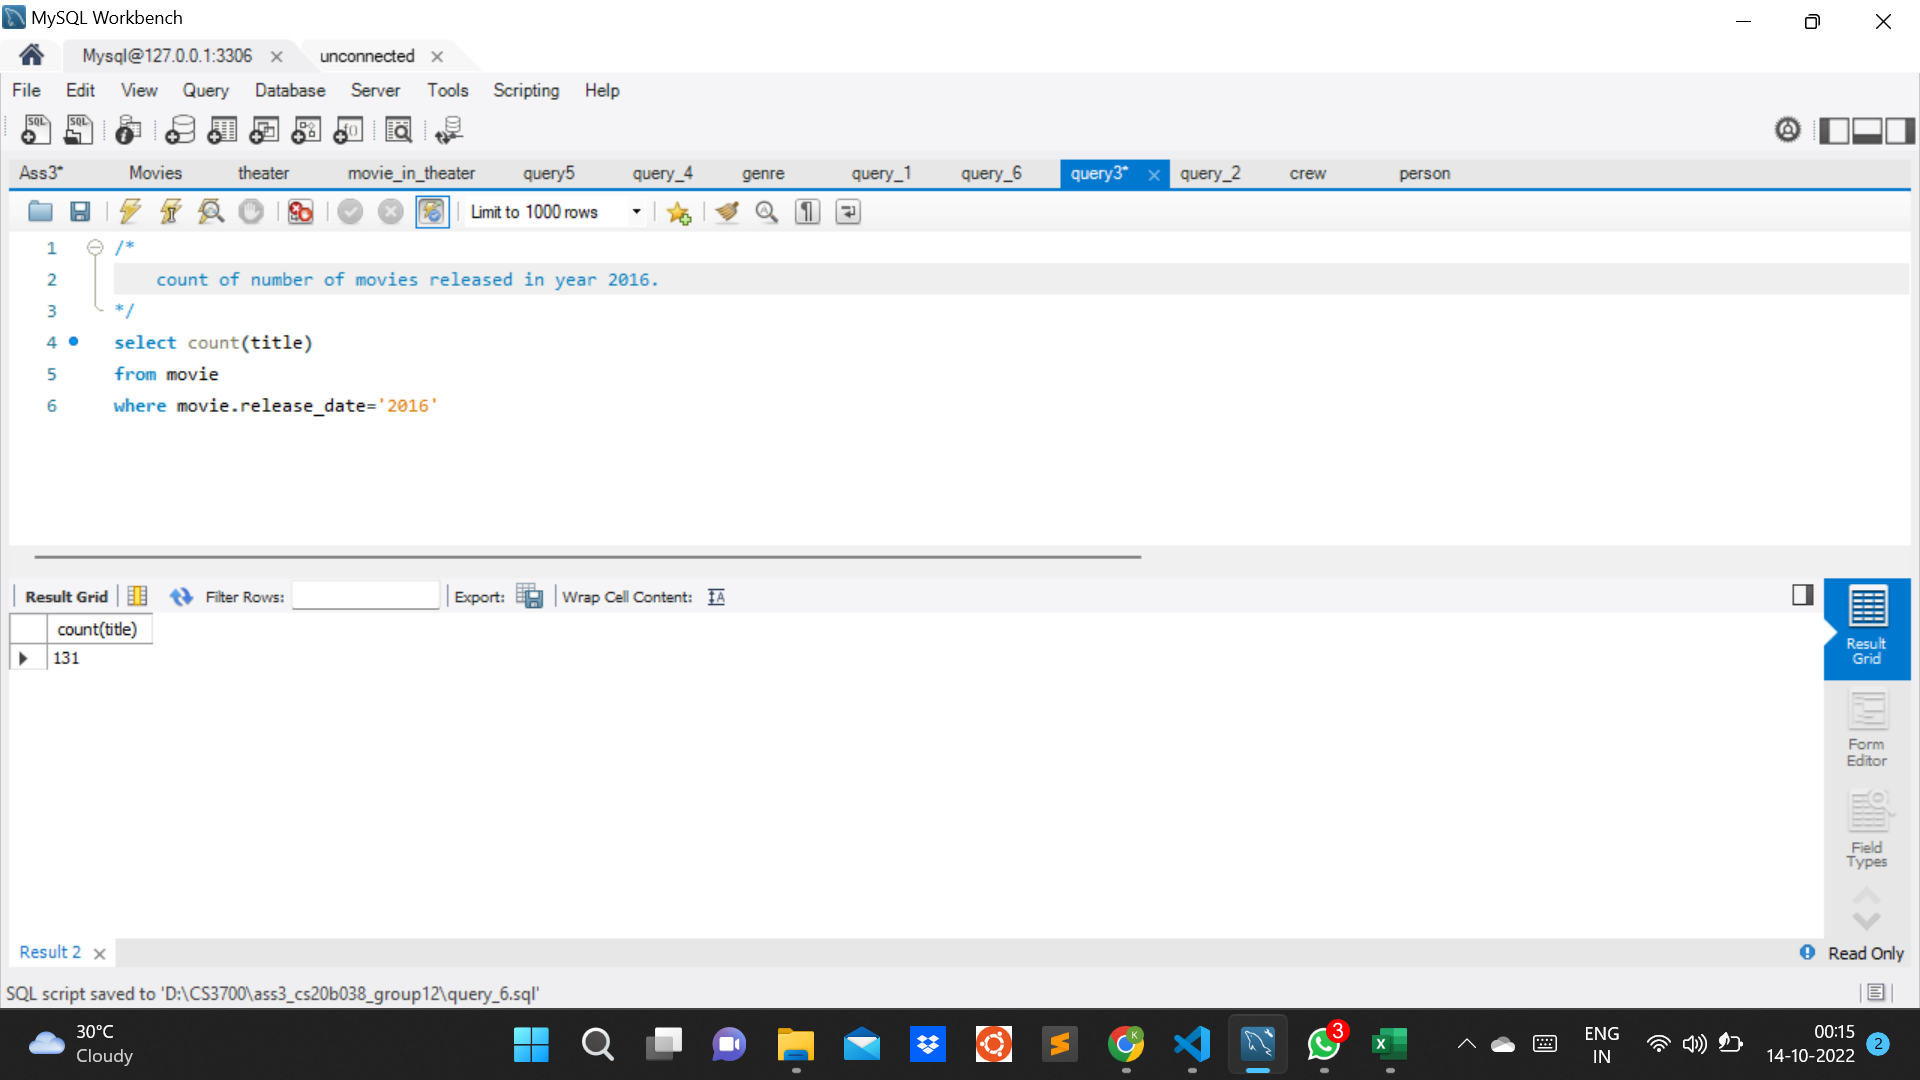 MySQL Workbench
Mysql@127.0.0.1:3306
unconnected
File Edit View Query Database Server Tools Scripting Help
Ass3* Movies theater movie_in_theater query5 query_4 genre query_1 query_6 query3* query_2 crew person
Limit to 1000 rows
1 /*
2 count of number of movies released in year 2016.
3 */
4 select count(title)
5 from movie
6 where movie.release_date='2016'
Result Grid Filter Rows: Export: Wrap Cell Content:
count(title)
131
Result
Grid
Form
Editor
Field
Types
Result 2
Read Only
SQL script saved to 'D:\CS3700\ass3_cs20b038_group12\query_6.sql'
30°C
Cloudy
3
ENG
IN
00:15
14-10-2022
2